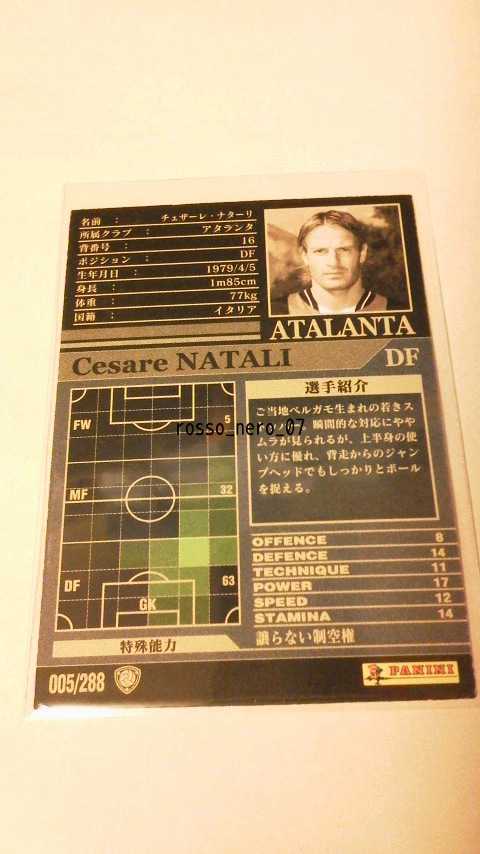 名前 : チェザーレ・ナターリ
所属クラブ : アタランタ
背番号 : 16
ポジション : DF
生年月日 : 1979/4/5
身長 : 1m85cm
体重 : 77kg
国籍 : イタリア
ATALANTA
Cesare NATALI DF
FW 5
MF 32
DF 63
GK
選手紹介
ご当地ベルガモ生まれの若きス
瞬間的な対応にやや
ムラが見られるが、上半身の使
い方に優れ、背走からのジャン
プヘッドでもしっかりとボール
を捉える。
rosso_nero_07
OFFENCE 8
DEFENCE 14
TECHNIQUE 11
POWER 17
SPEED 12
STAMINA 14
特殊能力 譲らない制空権
005/288
PANINI